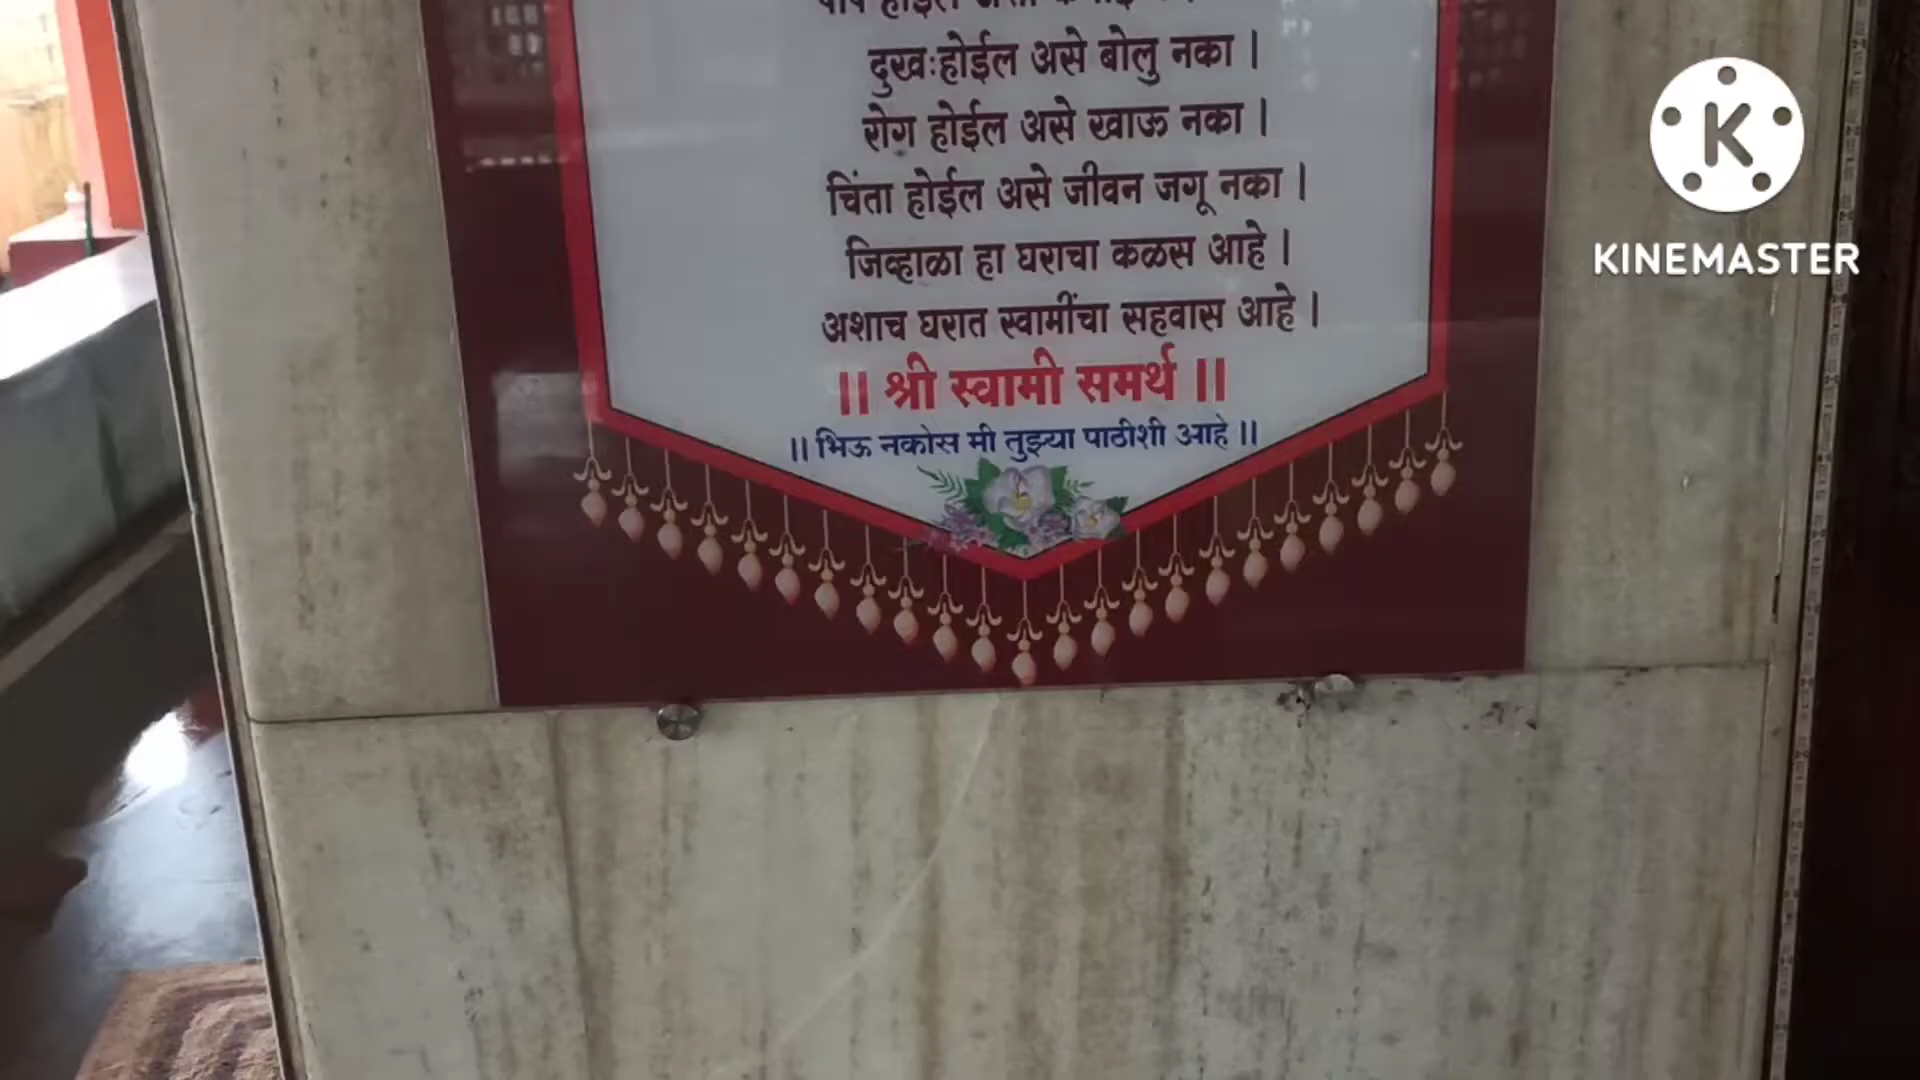 दुखःहोईल असे बोलु नका |
रोग होईल असे खाऊ नका |
चिंता होईल असे जीवन जगू नका |
जिव्हाळा हा घराचा कळस आहे |
अशाच घरात स्वामींचा सहवास आहे |
|| श्री स्वामी समर्थ ||
|| भिऊ नकोस मी तुझ्या पाठीशी आहे ||
K
KINEMASTER